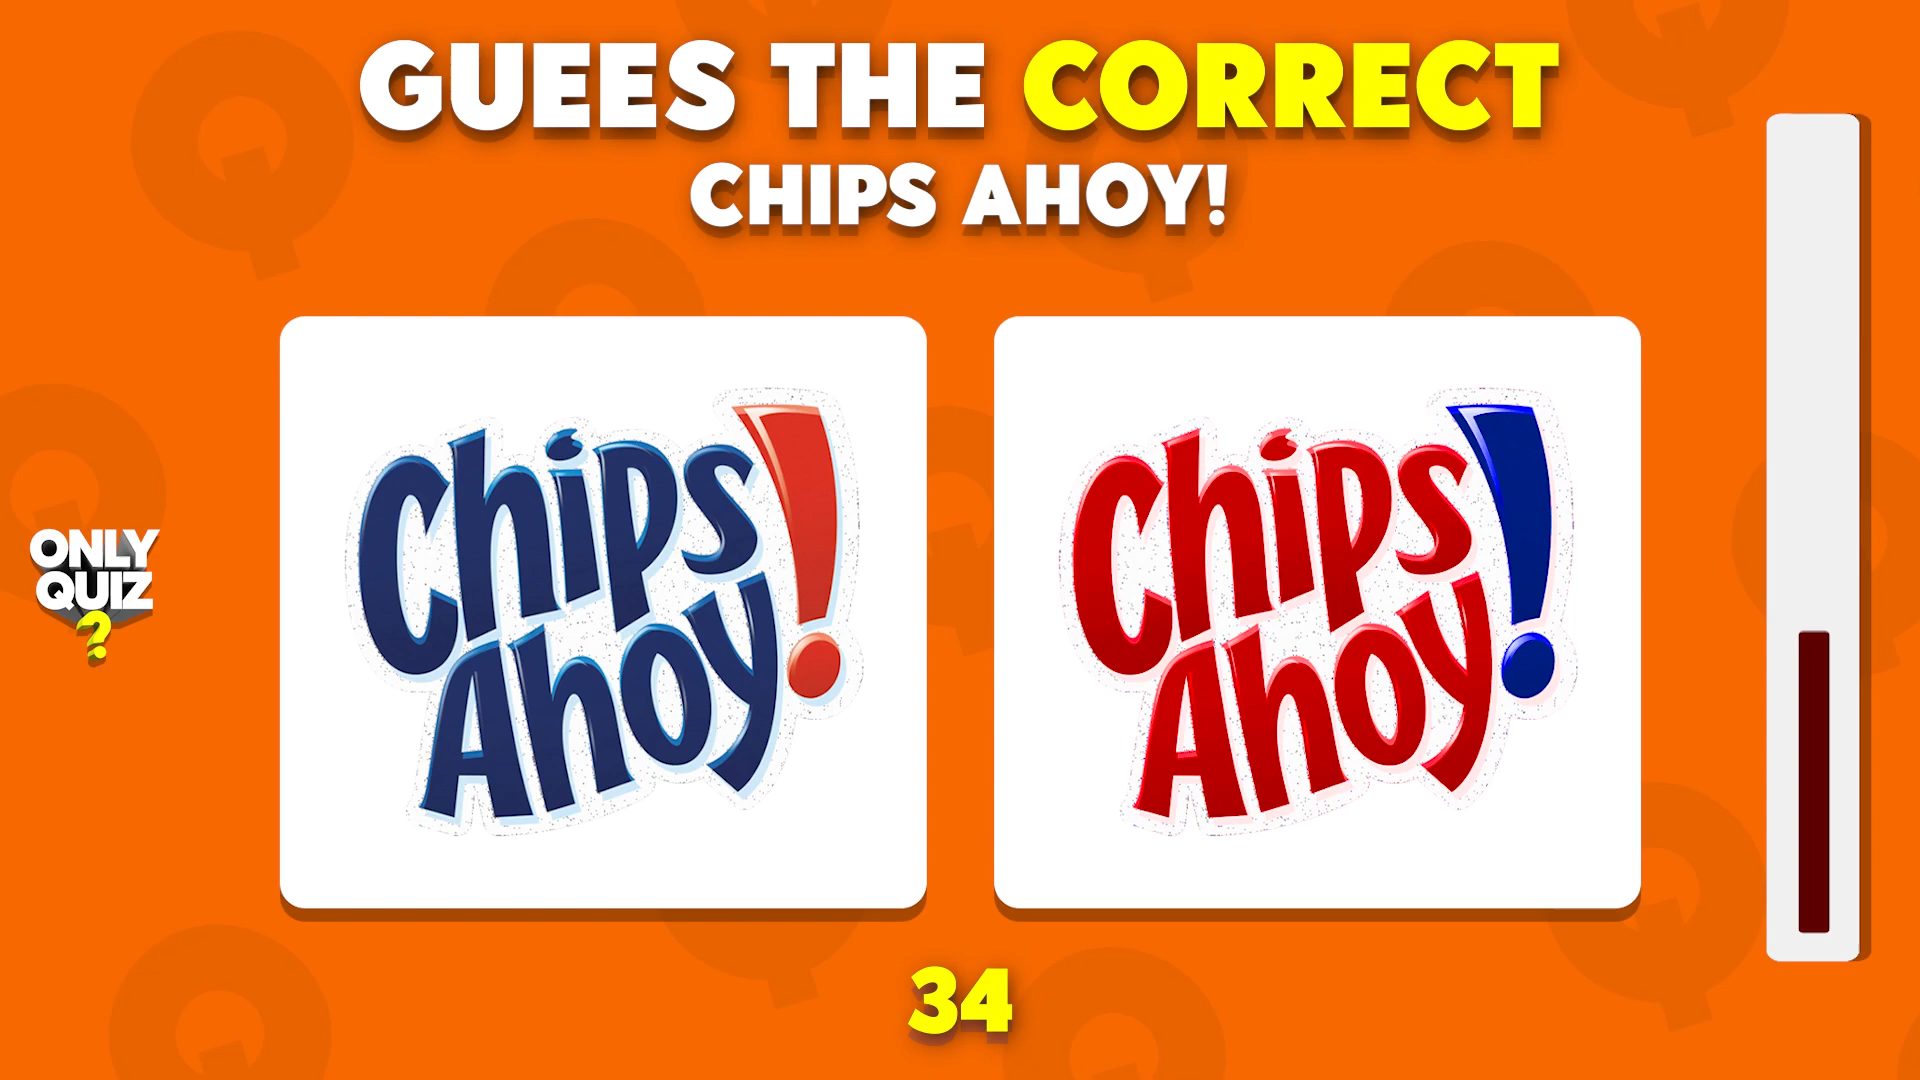 GUEES THE CORRECT
CHIPS AHOY!
Chips
Ahoy!
Chips
Ahoy!
ONLY
QUIZ
?
34